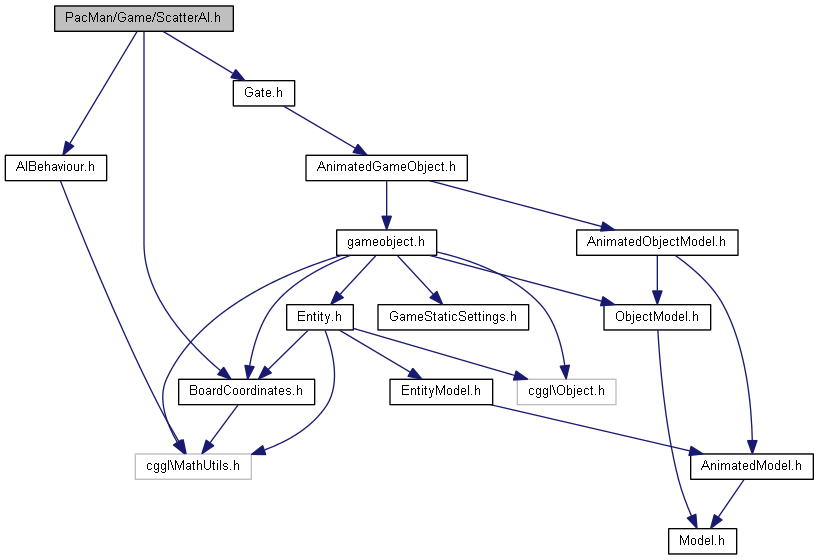 PacMan/Game/ScatterAI.h
Gate.h
AIBehaviour.h
AnimatedGameObject.h
gameobject.h
AnimatedObjectModel.h
Entity.h
GameStaticSettings.h
ObjectModel.h
BoardCoordinates.h
EntityModel.h
cggl\Object.h
cggl\MathUtils.h
AnimatedModel.h
Model.h